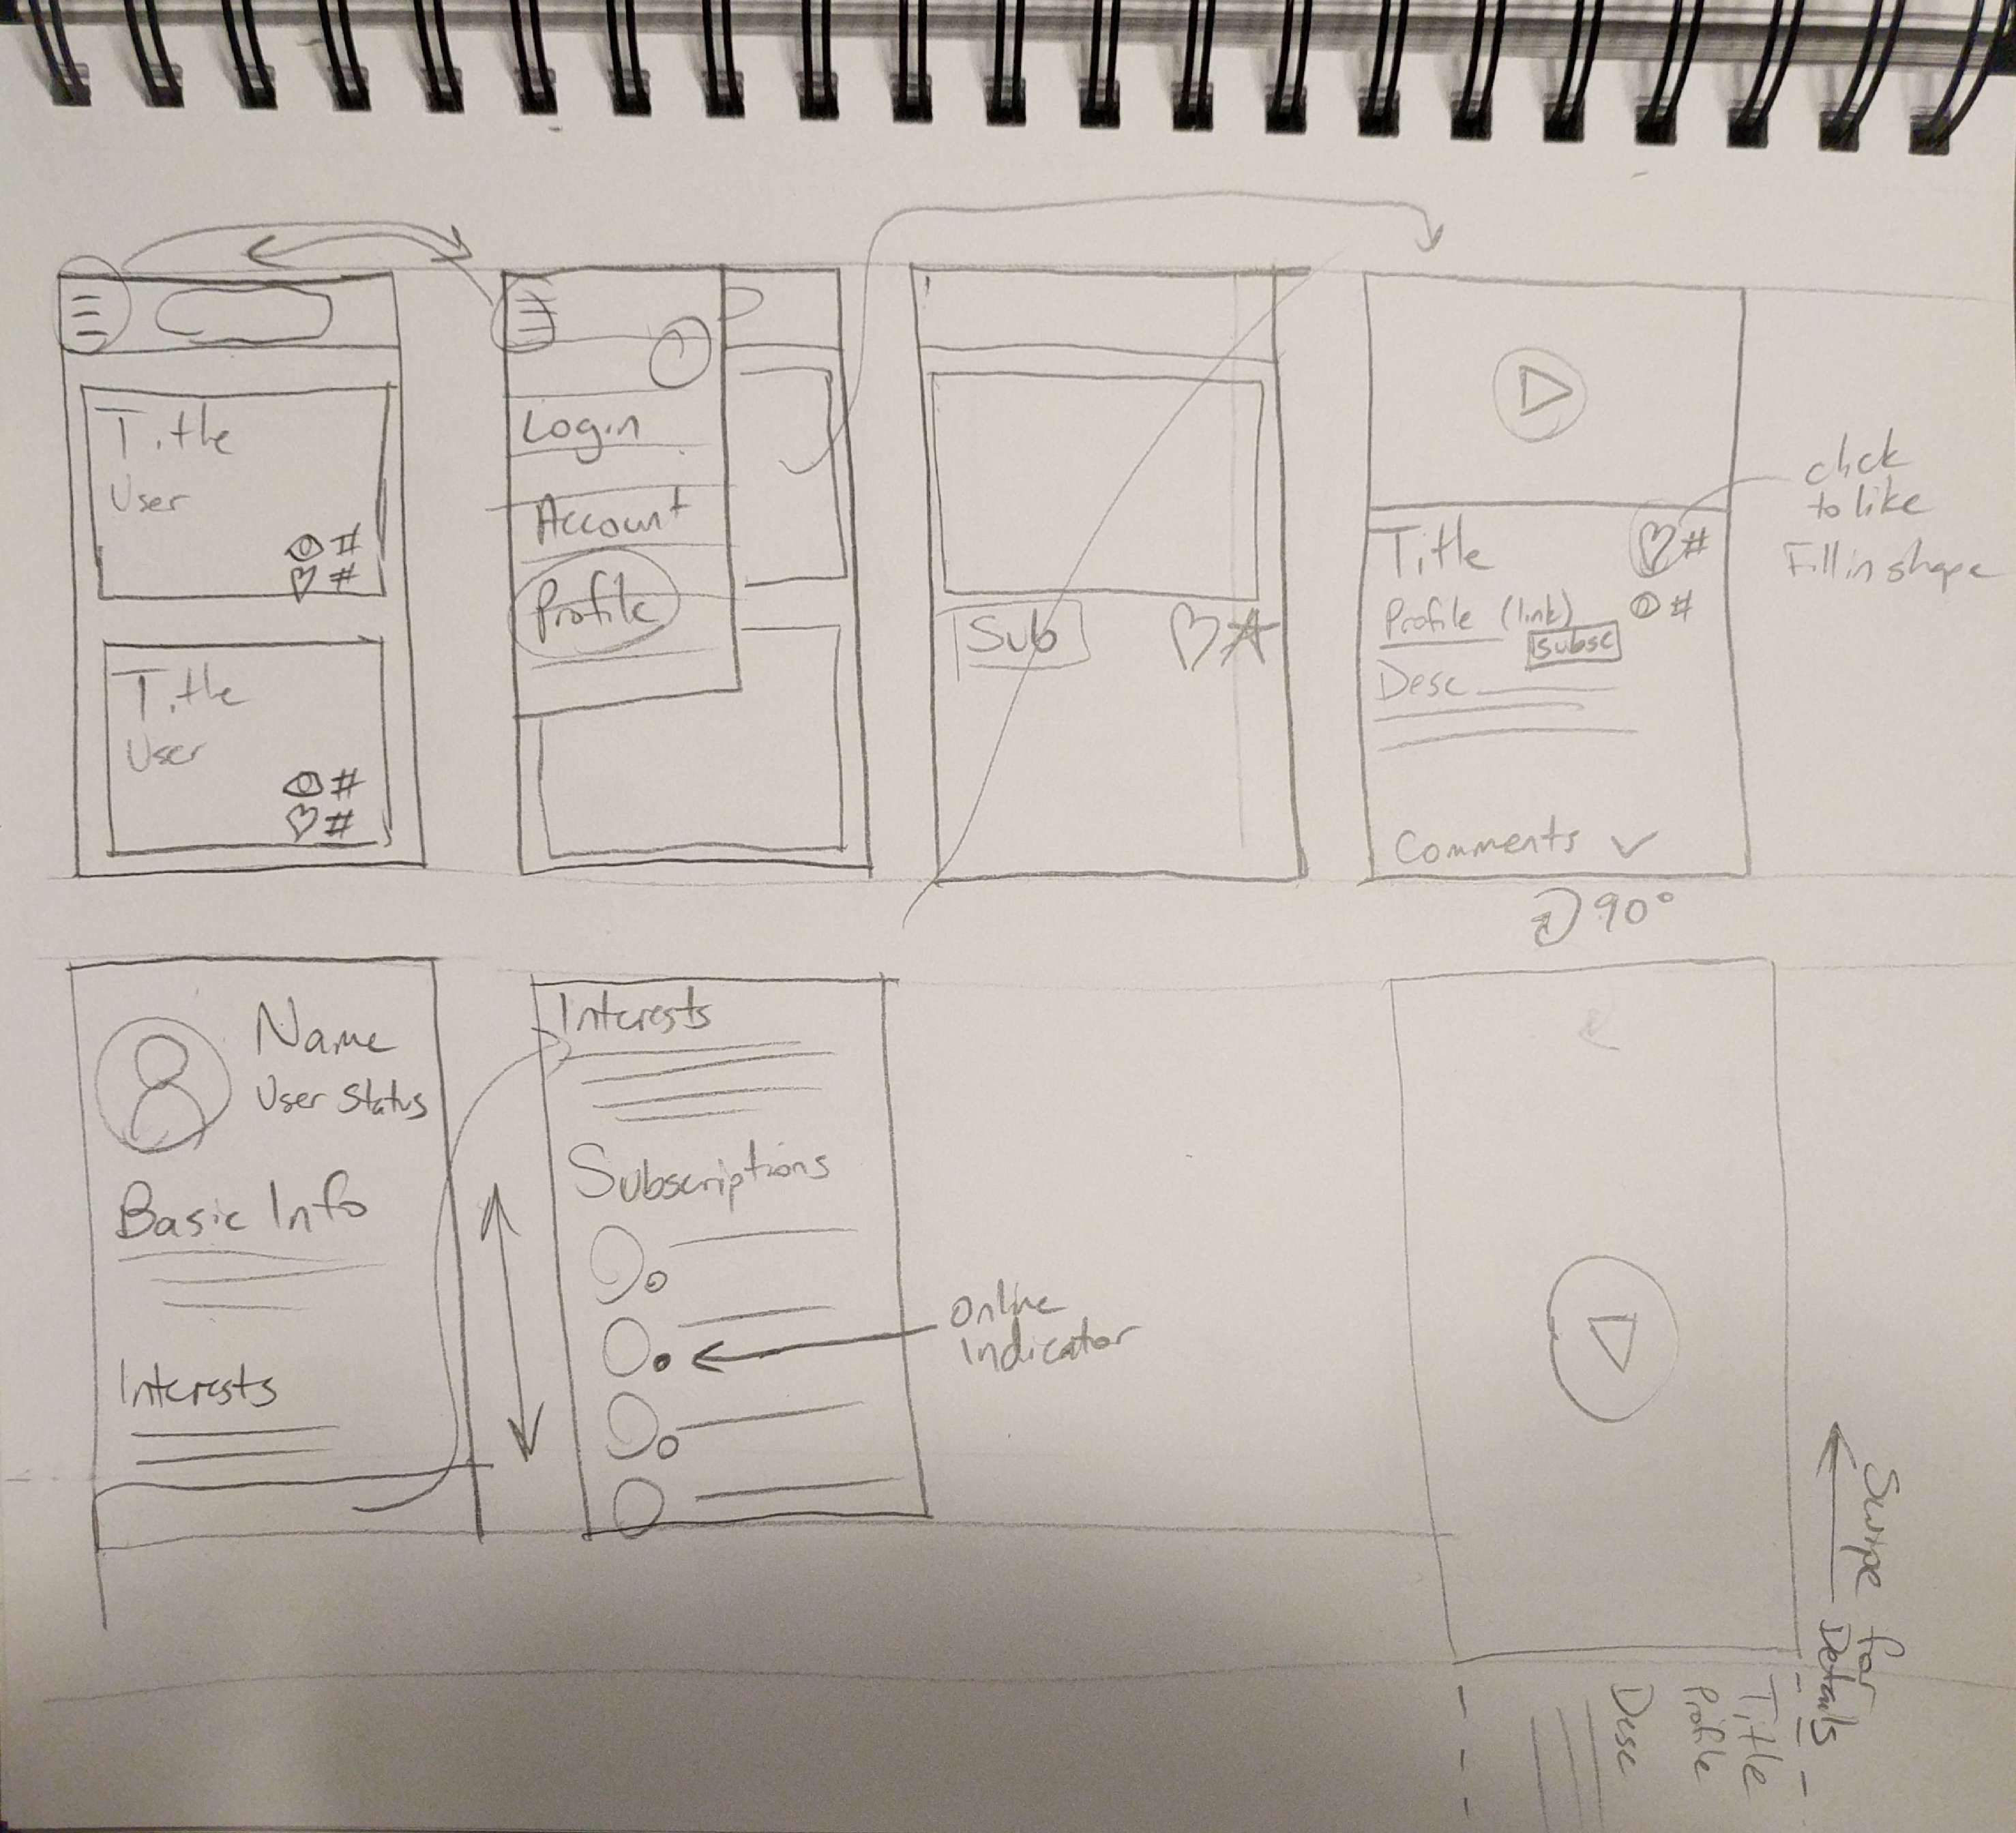 Title
User
#
#
Title
User
#
#
Login
Account
Profile
Sub
Title
#
Profile (link)
#
Subsc
Desc
Comments
click
to like
Fill in shape
90°
Name
User Status
Basic Info
Interests
Interests
Subscriptions
Online
Indicator
Swipe for
Details
Title
Profile
Desc